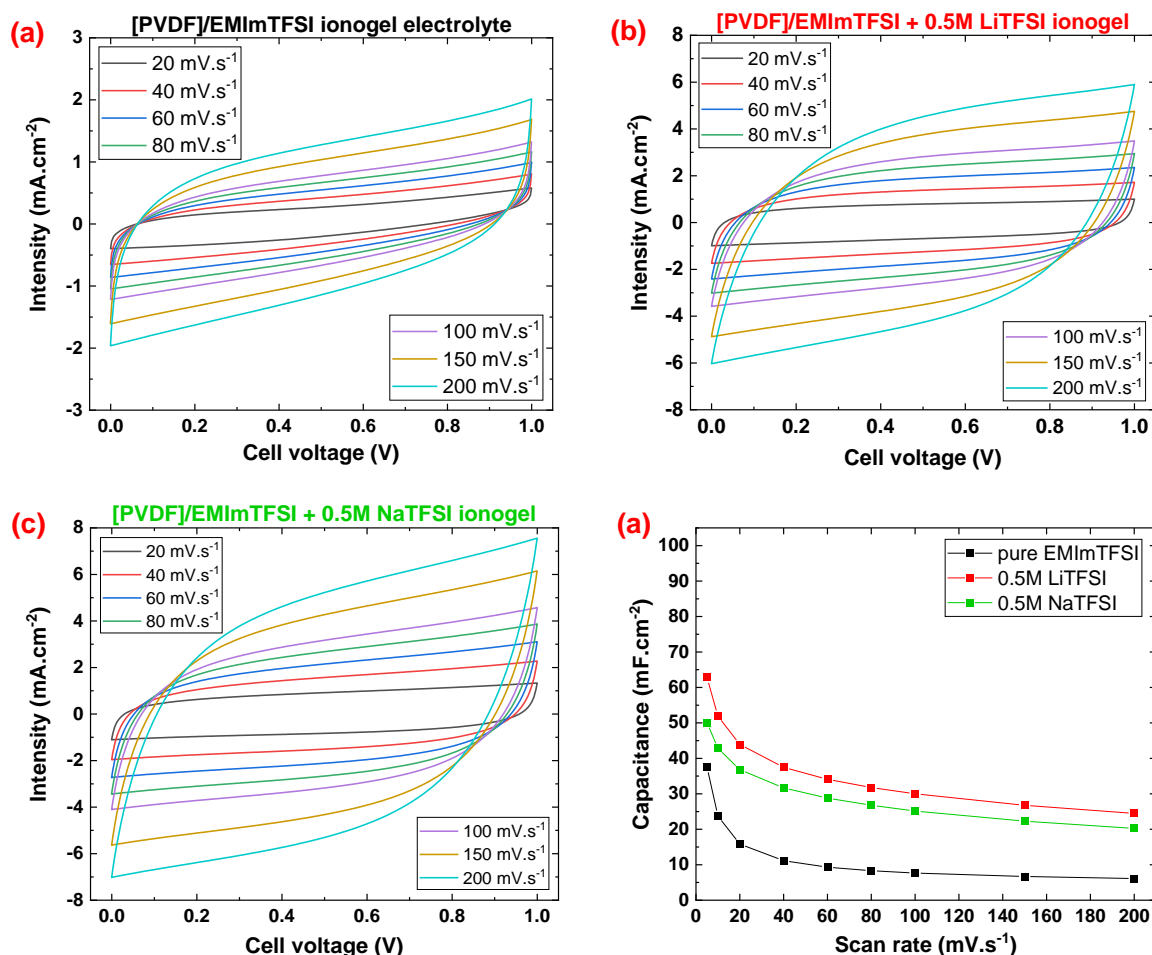 (a)
[PVDF]/EMImTFSI ionogel electrolyte
3
2
1
0
-1
-2
-3
Intensity (mA.cm⁻²)
20 mV.s⁻¹
40 mV.s⁻¹
60 mV.s⁻¹
80 mV.s⁻¹
100 mV.s⁻¹
150 mV.s⁻¹
200 mV.s⁻¹
0.0 0.2 0.4 0.6 0.8 1.0
Cell voltage (V)
(b)
[PVDF]/EMImTFSI + 0.5M LiTFSI ionogel
8
6
4
2
0
-2
-4
-6
-8
Intensity (mA.cm⁻²)
20 mV.s⁻¹
40 mV.s⁻¹
60 mV.s⁻¹
80 mV.s⁻¹
100 mV.s⁻¹
150 mV.s⁻¹
200 mV.s⁻¹
0.0 0.2 0.4 0.6 0.8 1.0
Cell voltage (V)
(c)
[PVDF]/EMImTFSI + 0.5M NaTFSI ionogel
8
6
4
2
0
-2
-4
-6
-8
Intensity (mA.cm⁻²)
20 mV.s⁻¹
40 mV.s⁻¹
60 mV.s⁻¹
80 mV.s⁻¹
100 mV.s⁻¹
150 mV.s⁻¹
200 mV.s⁻¹
0.0 0.2 0.4 0.6 0.8 1.0
Cell voltage (V)
(a)
100
90
80
70
60
50
40
30
20
10
0
Capacitance (mF.cm⁻²)
pure EMImTFSI
0.5M LiTFSI
0.5M NaTFSI
0 20 40 60 80 100 120 140 160 180 200
Scan rate (mV.s⁻¹)